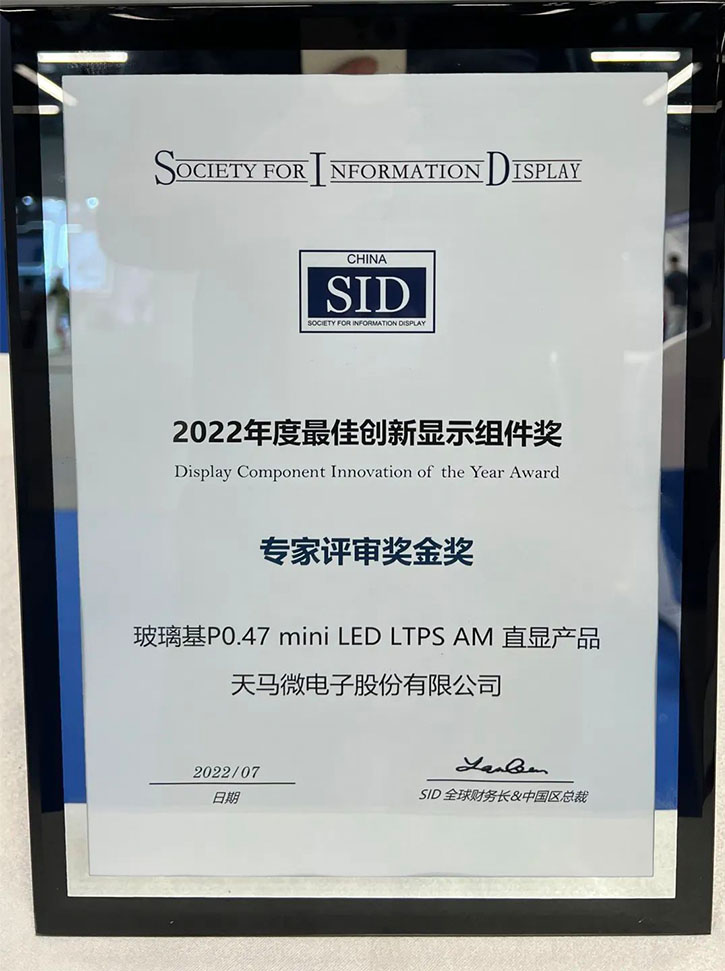 SOCIETY FOR INFORMATION DISPLAY
CHINA
SID
SOCIETY FOR INFORMATION DISPLAY
2022年度最佳创新显示组件奖
Display Component Innovation of the Year Award
专家评审奖金奖
玻璃基P0.47 mini LED LTPS AM 直显产品
天马微电子股份有限公司
2022/07
日期
SID 全球财务长&中国区总裁